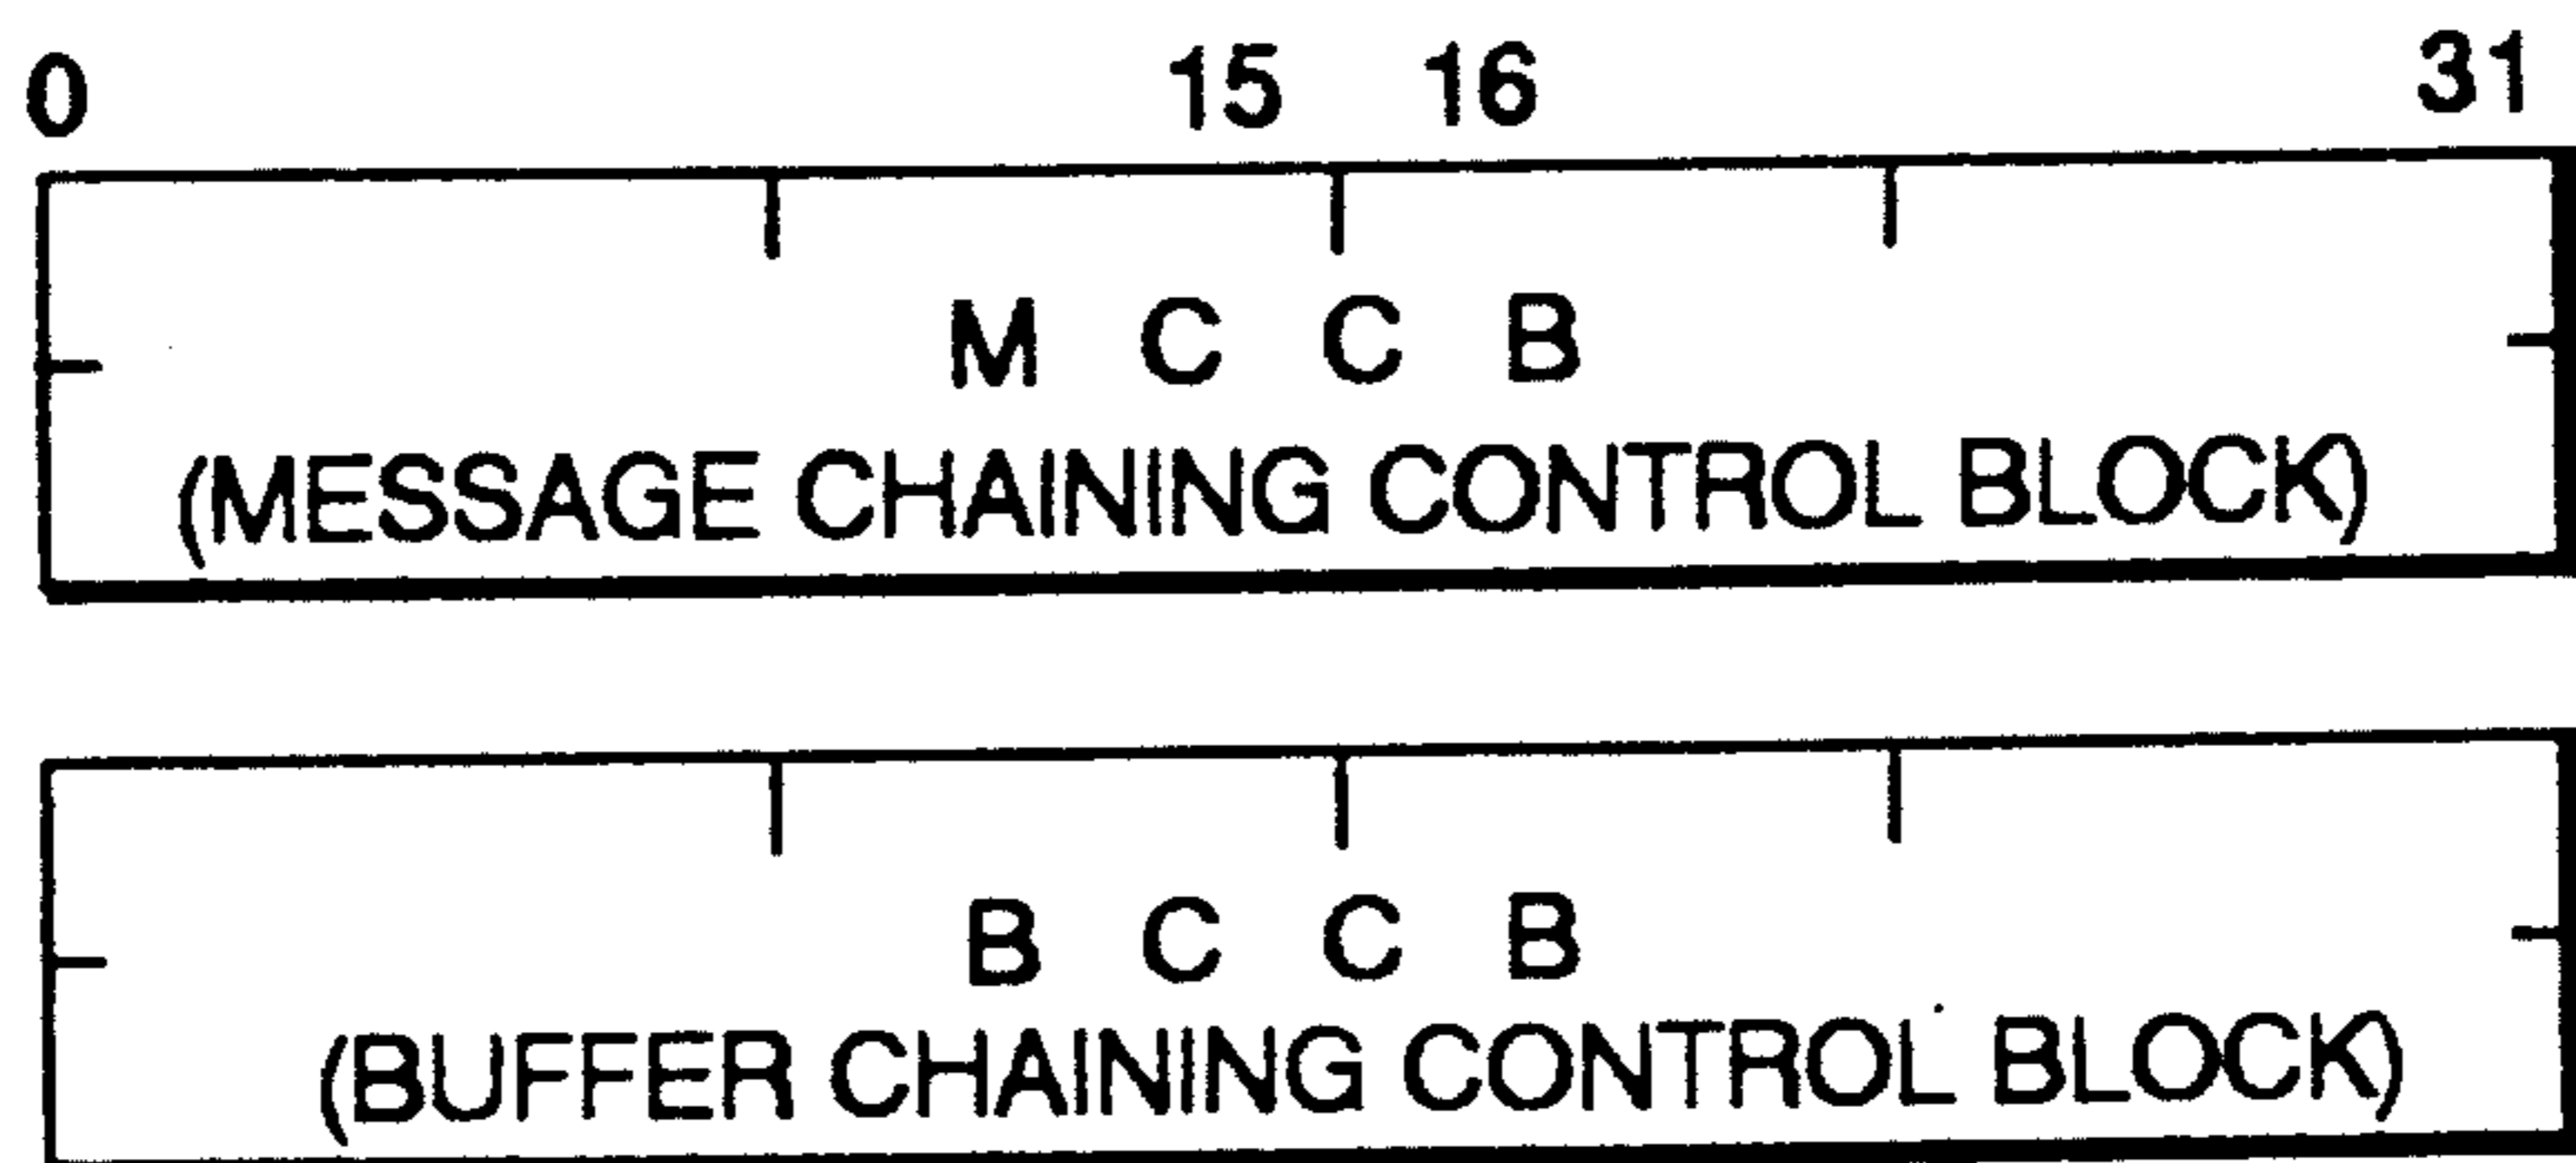 0 15 16 31
M C C B
(MESSAGE CHAINING CONTROL BLOCK)
B C C B
(BUFFER CHAINING CONTROL BLOCK)